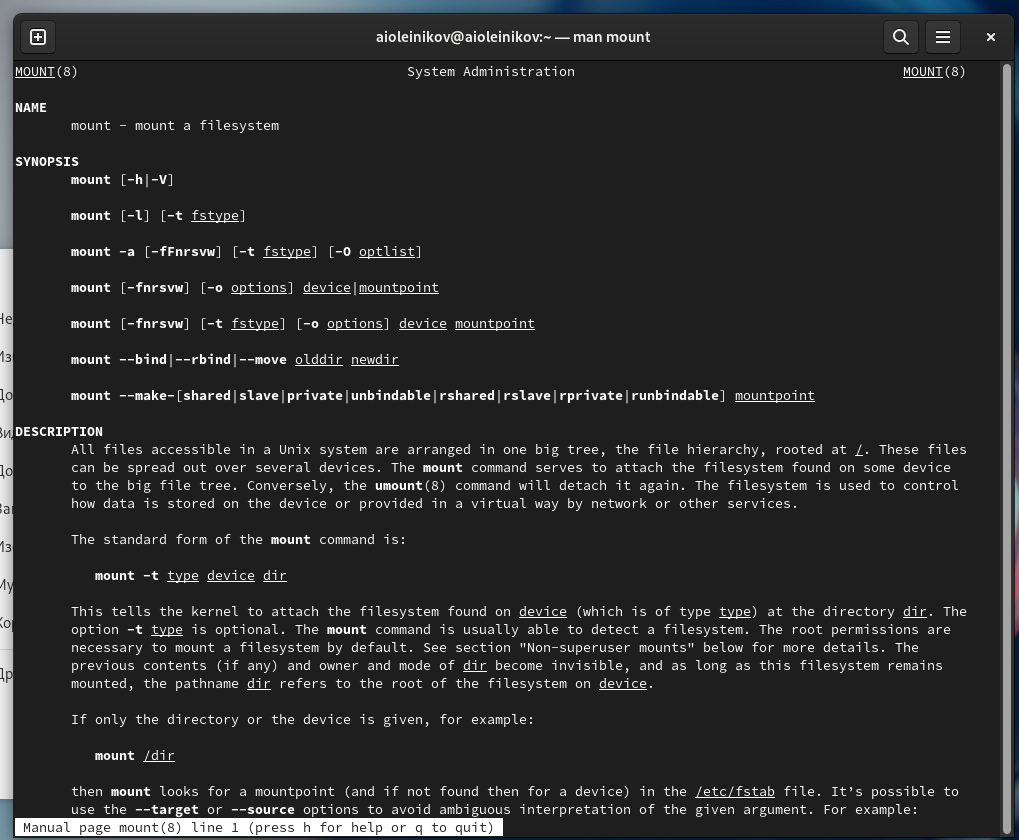 aioleinikov@aioleinikov:~ — man mount
MOUNT(8) System Administration MOUNT(8)
NAME
mount - mount a filesystem
SYNOPSIS
mount [-h|-V]
mount [-l] [-t fstype]
mount -a [-fFnrsvw] [-t fstype] [-O optlist]
mount [-fnrsvw] [-o options] device|mountpoint
mount [-fnrsvw] [-t fstype] [-o options] device mountpoint
mount --bind|--rbind|--move olddir newdir
mount --make-[shared|slave|private|unbindable|rshared|rslave|rprivate|runbindable] mountpoint
DESCRIPTION
All files accessible in a Unix system are arranged in one big tree, the file hierarchy, rooted at /. These files
can be spread out over several devices. The mount command serves to attach the filesystem found on some device
to the big file tree. Conversely, the umount(8) command will detach it again. The filesystem is used to control
how data is stored on the device or provided in a virtual way by network or other services.
The standard form of the mount command is:
mount -t type device dir
This tells the kernel to attach the filesystem found on device (which is of type type) at the directory dir. The
option -t type is optional. The mount command is usually able to detect a filesystem. The root permissions are
necessary to mount a filesystem by default. See section "Non-superuser mounts" below for more details. The
previous contents (if any) and owner and mode of dir become invisible, and as long as this filesystem remains
mounted, the pathname dir refers to the root of the filesystem on device.
If only the directory or the device is given, for example:
mount /dir
then mount looks for a mountpoint (and if not found then for a device) in the /etc/fstab file. It’s possible to
use the --target or --source options to avoid ambiguous interpretation of the given argument. For example:
Manual page mount(8) line 1 (press h for help or q to quit)